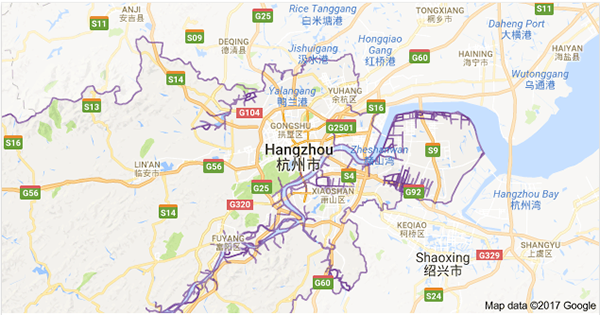 ANJI
安吉县
S11
DEQING
德清县
S09
G25
Rice Tanggang
白米塘港
TONGXIANG
桐乡市
S11
Daheng Port
大横港
Jishuigang
汲水港
Hongqiao
Gang
红桥港
G60
HAINING
海宁市
HAIYAN
海盐县
S14
Yalangang
鸭兰港
YUHANG
余杭区
Wutonggang
乌通港
S13
G104
S16
GONGSHU
拱墅区
G2501
S16
Hangzhou
杭州市
Zheshanwan
S9
LIN'AN
临安市
G56
S4
G56
G25
XIAOSHAN
萧山区
G92
Hangzhou Bay
杭州湾
S14
G320
KEQIAO
柯桥区
FUYANG
富阳区
Shaoxing
绍兴市
G329
SHANGYU
上虞区
G60
S24
Map data ©2017 Google